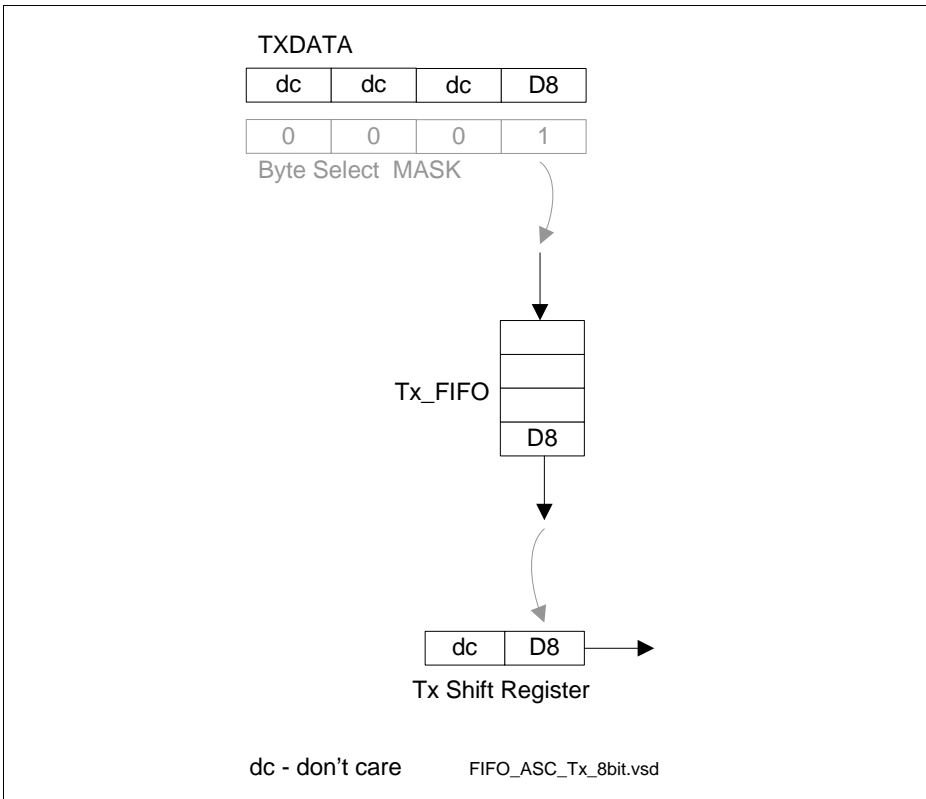 TXDATA
dc dc dc D8
0 0 0 1
Byte Select MASK
Tx_FIFO
D8
dc D8
Tx Shift Register
dc - don't care FIFO_ASC_Tx_8bit.vsd